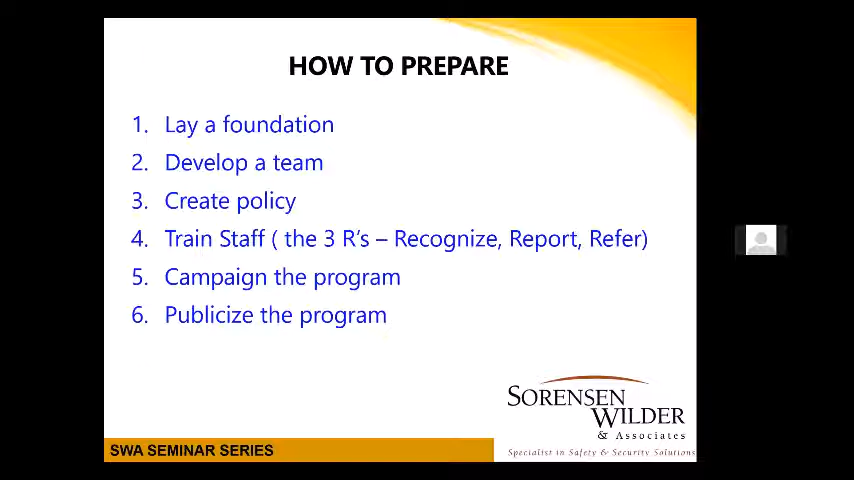 HOW TO PREPARE
1. Lay a foundation
2. Develop a team
3. Create policy
4. Train Staff ( the 3 R’s – Recognize, Report, Refer)
5. Campaign the program
6. Publicize the program
SORENSEN
WILDER
& Associates
Specialist in Safety & Security Solutions
SWA SEMINAR SERIES